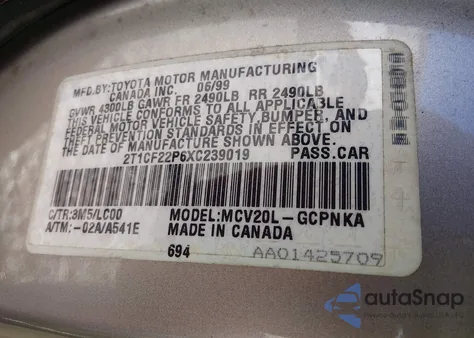 MFD.BY:TOYOTA MOTOR MANUFACTURING
CANADA INC. 06/99
GVWR 4300LB GAWR FR 2490LB RR 2490LB
THIS VEHICLE CONFORMS TO ALL APPLICABLE
FEDERAL MOTOR VEHICLE SAFETY, BUMPER, AND
THEFT PREVENTION STANDARDS IN EFFECT ON
THE DATE OF MANUFACTURE SHOWN ABOVE.
2T1CF22P6XC239019 PASS.CAR
C/TR:3M5/LC00 MODEL:MCV20L-GCPNKA
A/TM:-02A/A541E MADE IN CANADA
694 AA01425709
autoSnap